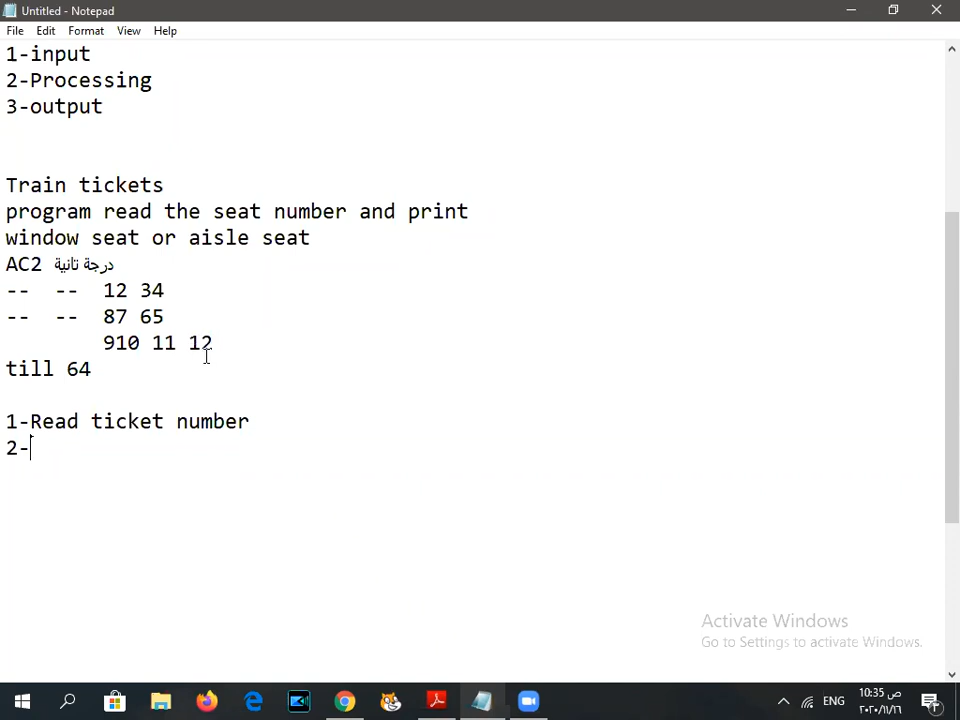 Untitled - Notepad
File Edit Format View Help
1-input
2-Processing
3-output
Train tickets
program read the seat number and print
window seat or aisle seat
AC2 درجة تانية
-- -- 12 34
-- -- 87 65
910 11 12
till 64
1-Read ticket number
2-
Activate Windows
Go to Settings to activate Windows.
ENG
10:35 ص
٢٠٢٠/١١/١٦